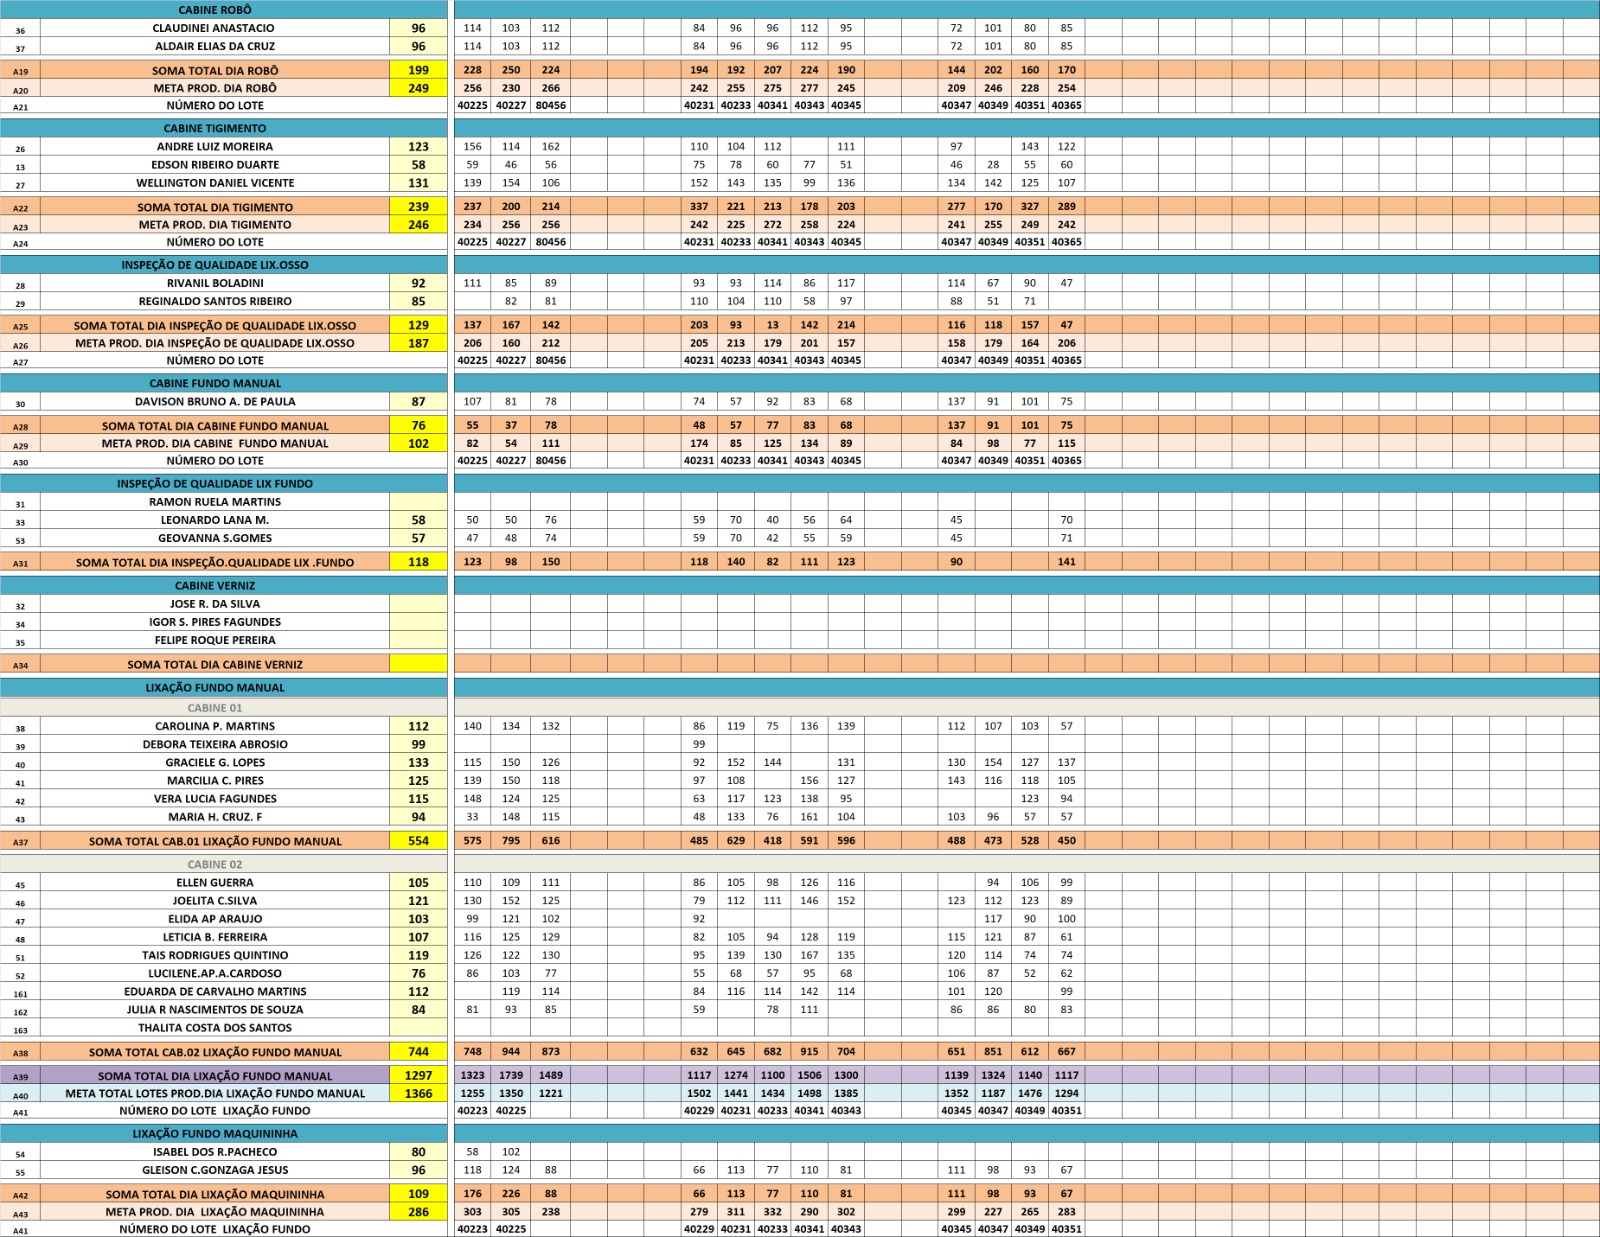 CABINE ROBÔ
36 CLAUDINEI ANASTACIO 96 114 103 112 84 96 96 112 95 72 101 80 85
37 ALDAIR ELIAS DA CRUZ 96 114 103 112 84 96 96 112 95 72 101 80 85
A19 SOMA TOTAL DIA ROBÔ 199 228 250 224 194 192 207 224 190 144 202 160 170
A20 META PROD. DIA ROBÔ 249 256 230 266 242 255 275 277 245 209 246 228 254
A21 NÚMERO DO LOTE 40225 40227 80456 40231 40233 40341 40343 40345 40347 40349 40351 40365
CABINE TIGIMENTO
26 ANDRE LUIZ MOREIRA 123 156 114 162 110 104 112 111 97 143 122
13 EDSON RIBEIRO DUARTE 58 59 46 56 75 78 60 77 51 46 28 55 60
27 WELLINGTON DANIEL VICENTE 131 139 154 106 152 143 135 99 136 134 142 125 107
A22 SOMA TOTAL DIA TIGIMENTO 239 237 200 214 337 221 213 178 203 277 170 327 289
A23 META PROD. DIA TIGIMENTO 246 234 256 256 242 225 272 258 224 241 255 249 242
A24 NÚMERO DO LOTE 40225 40227 80456 40231 40233 40341 40343 40345 40347 40349 40351 40365
INSPEÇÃO DE QUALIDADE LIX.OSSO
28 RIVANIL BOLADINI 92 111 85 89 93 93 114 86 117 114 67 90 47
29 REGINALDO SANTOS RIBEIRO 85 82 81 110 104 110 58 97 88 51 71
A25 SOMA TOTAL DIA INSPEÇÃO DE QUALIDADE LIX.OSSO 129 137 167 142 203 93 13 142 214 116 118 157 47
A26 META PROD. DIA INSPEÇÃO DE QUALIDADE LIX.OSSO 187 206 160 212 205 213 179 201 157 158 179 164 206
A27 NÚMERO DO LOTE 40225 40227 80456 40231 40233 40341 40343 40345 40347 40349 40351 40365
CABINE FUNDO MANUAL
30 DAVISON BRUNO A. DE PAULA 87 107 81 78 74 57 92 83 68 137 91 101 75
A28 SOMA TOTAL DIA CABINE FUNDO MANUAL 76 55 37 78 48 57 77 83 68 137 91 101 75
A29 META PROD. DIA CABINE FUNDO MANUAL 102 82 54 111 174 85 125 134 89 84 98 77 115
A30 NÚMERO DO LOTE 40225 40227 80456 40231 40233 40341 40343 40345 40347 40349 40351 40365
INSPEÇÃO DE QUALIDADE LIX FUNDO
31 RAMON RUELA MARTINS
33 LEONARDO LANA M. 58 50 50 76 59 70 40 56 64 45 70
53 GEOVANNA S.GOMES 57 47 48 74 59 70 42 55 59 45 71
A31 SOMA TOTAL DIA INSPEÇÃO.QUALIDADE LIX .FUNDO 118 123 98 150 118 140 82 111 123 90 141
CABINE VERNIZ
32 JOSE R. DA SILVA
34 IGOR S. PIRES FAGUNDES
35 FELIPE ROQUE PEREIRA
A34 SOMA TOTAL DIA CABINE VERNIZ
LIXAÇÃO FUNDO MANUAL
CABINE 01
38 CAROLINA P. MARTINS 112 140 134 132 86 119 75 136 139 112 107 103 57
39 DEBORA TEIXEIRA ABROSIO 99 99
40 GRACIELE G. LOPES 133 115 150 126 92 152 144 131 130 154 127 137
41 MARCILIA C. PIRES 125 139 150 118 97 108 156 127 143 116 118 105
42 VERA LUCIA FAGUNDES 115 148 124 125 63 117 123 138 95 123 94
43 MARIA H. CRUZ. F 94 33 148 115 48 133 76 161 104 103 96 57 57
A37 SOMA TOTAL CAB.01 LIXAÇÃO FUNDO MANUAL 554 575 795 616 485 629 418 591 596 488 473 528 450
CABINE 02
45 ELLEN GUERRA 105 110 109 111 86 105 98 126 116 94 106 99
46 JOELITA C.SILVA 121 130 152 125 79 112 111 146 152 123 112 123 89
47 ELIDA AP ARAUJO 103 99 121 102 92 117 90 100
48 LETICIA B. FERREIRA 107 116 125 129 82 105 94 128 119 115 121 87 61
51 TAIS RODRIGUES QUINTINO 119 126 122 130 95 139 130 167 135 120 114 74 74
52 LUCILENE.AP.A.CARDOSO 76 86 103 77 55 68 57 95 68 106 87 52 62
161 EDUARDA DE CARVALHO MARTINS 112 119 114 84 116 114 142 114 101 120 99
162 JULIA R NASCIMENTOS DE SOUZA 84 81 93 85 59 78 111 86 86 80 83
163 THALITA COSTA DOS SANTOS
A38 SOMA TOTAL CAB.02 LIXAÇÃO FUNDO MANUAL 744 748 944 873 632 645 682 915 704 651 851 612 667
A39 SOMA TOTAL DIA LIXAÇÃO FUNDO MANUAL 1297 1323 1739 1489 1117 1274 1100 1506 1300 1139 1324 1140 1117
A40 META TOTAL LOTES PROD.DIA LIXAÇÃO FUNDO MANUAL 1366 1255 1350 1221 1502 1441 1434 1498 1385 1352 1187 1476 1294
A41 NÚMERO DO LOTE LIXAÇÃO FUNDO 40223 40225 40229 40231 40233 40341 40343 40345 40347 40349 40351
LIXAÇÃO FUNDO MAQUININHA
54 ISABEL DOS R.PACHECO 80 58 102
55 GLEISON C.GONZAGA JESUS 96 118 124 88 66 113 77 110 81 111 98 93 67
A42 SOMA TOTAL DIA LIXAÇÃO MAQUININHA 109 176 226 88 66 113 77 110 81 111 98 93 67
A43 META PROD. DIA LIXAÇÃO MAQUININHA 286 303 305 238 279 311 332 290 302 299 227 265 283
A41 NÚMERO DO LOTE LIXAÇÃO FUNDO 40223 40225 40229 40231 40233 40341 40343 40345 40347 40349 40351